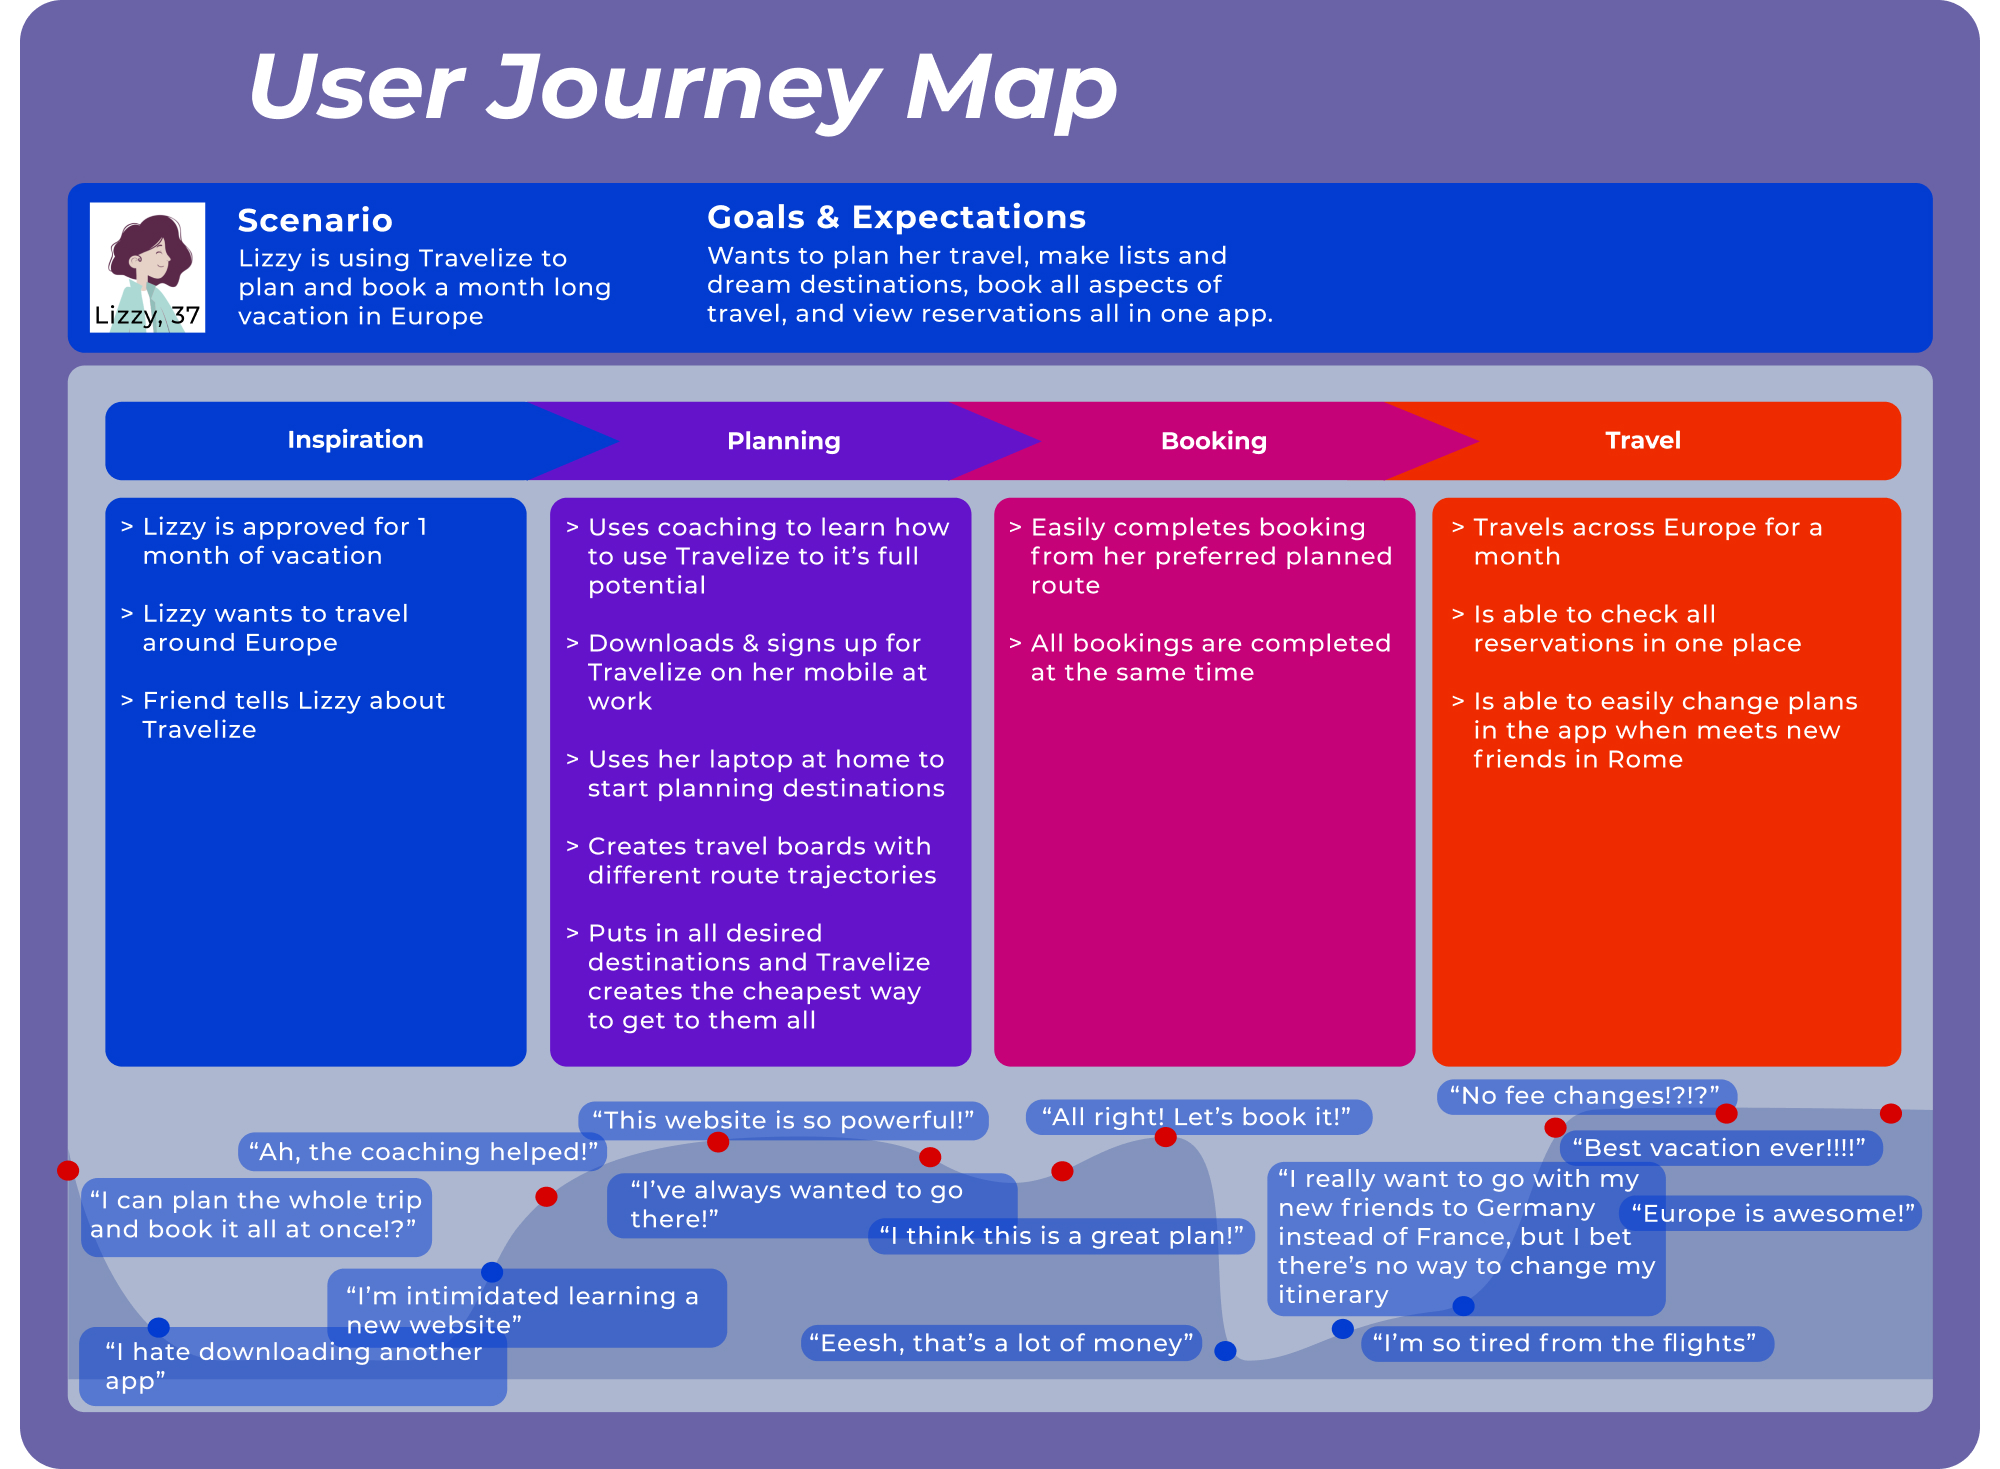 User Journey Map
Scenario
Lizzy is using Travelize to
plan and book a month long
vacation in Europe
Lizzy, 37
Goals & Expectations
Wants to plan her travel, make lists and
dream destinations, book all aspects of
travel, and view reservations all in one app.
Inspiration
Planning
Booking
Travel
> Lizzy is approved for 1
month of vacation
> Lizzy wants to travel
around Europe
> Friend tells Lizzy about
Travelize
> Uses coaching to learn how
to use Travelize to it’s full
potential
> Downloads & signs up for
Travelize on her mobile at
work
> Uses her laptop at home to
start planning destinations
> Creates travel boards with
different route trajectories
> Puts in all desired
destinations and Travelize
creates the cheapest way
to get to them all
> Easily completes booking
from her preferred planned
route
> All bookings are completed
at the same time
> Travels across Europe for a
month
> Is able to check all
reservations in one place
> Is able to easily change plans
in the app when meets new
friends in Rome
“I can plan the whole trip
and book it all at once!?”
“I hate downloading another
app”
“I’m intimidated learning a
new website”
“Ah, the coaching helped!”
“This website is so powerful!”
“I’ve always wanted to go
there!”
“I think this is a great plan!”
“All right! Let’s book it!”
“Eeesh, that’s a lot of money”
“I’m so tired from the flights”
“I really want to go with my
new friends to Germany
instead of France, but I bet
there’s no way to change my
itinerary
“No fee changes!?!?”
“Best vacation ever!!!!”
“Europe is awesome!”